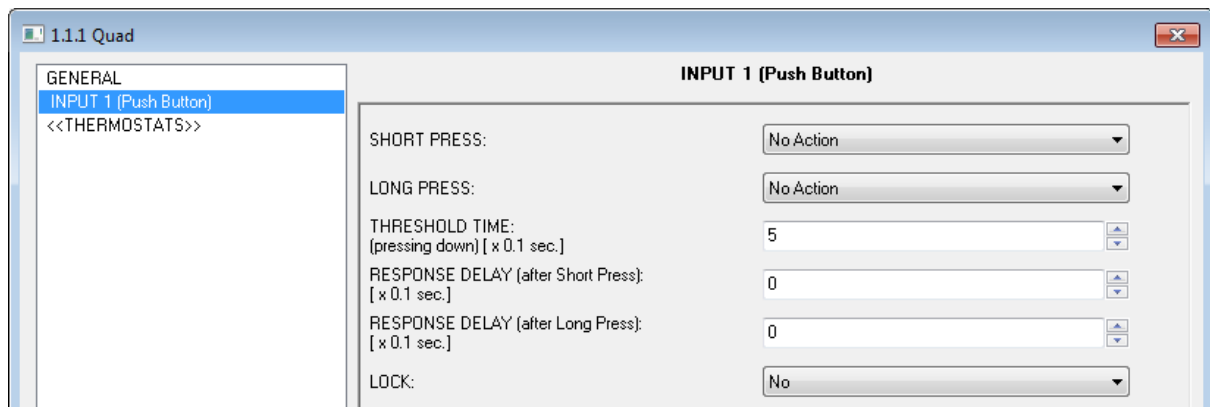 1.1.1 Quad
GENERAL
INPUT 1 (Push Button)
<<THERMOSTATS>>
INPUT 1 (Push Button)
SHORT PRESS:
No Action
LONG PRESS:
No Action
THRESHOLD TIME:
(pressing down) [ x 0.1 sec.]
5
RESPONSE DELAY (after Short Press):
[ x 0.1 sec.]
0
RESPONSE DELAY (after Long Press):
[ x 0.1 sec.]
0
LOCK:
No